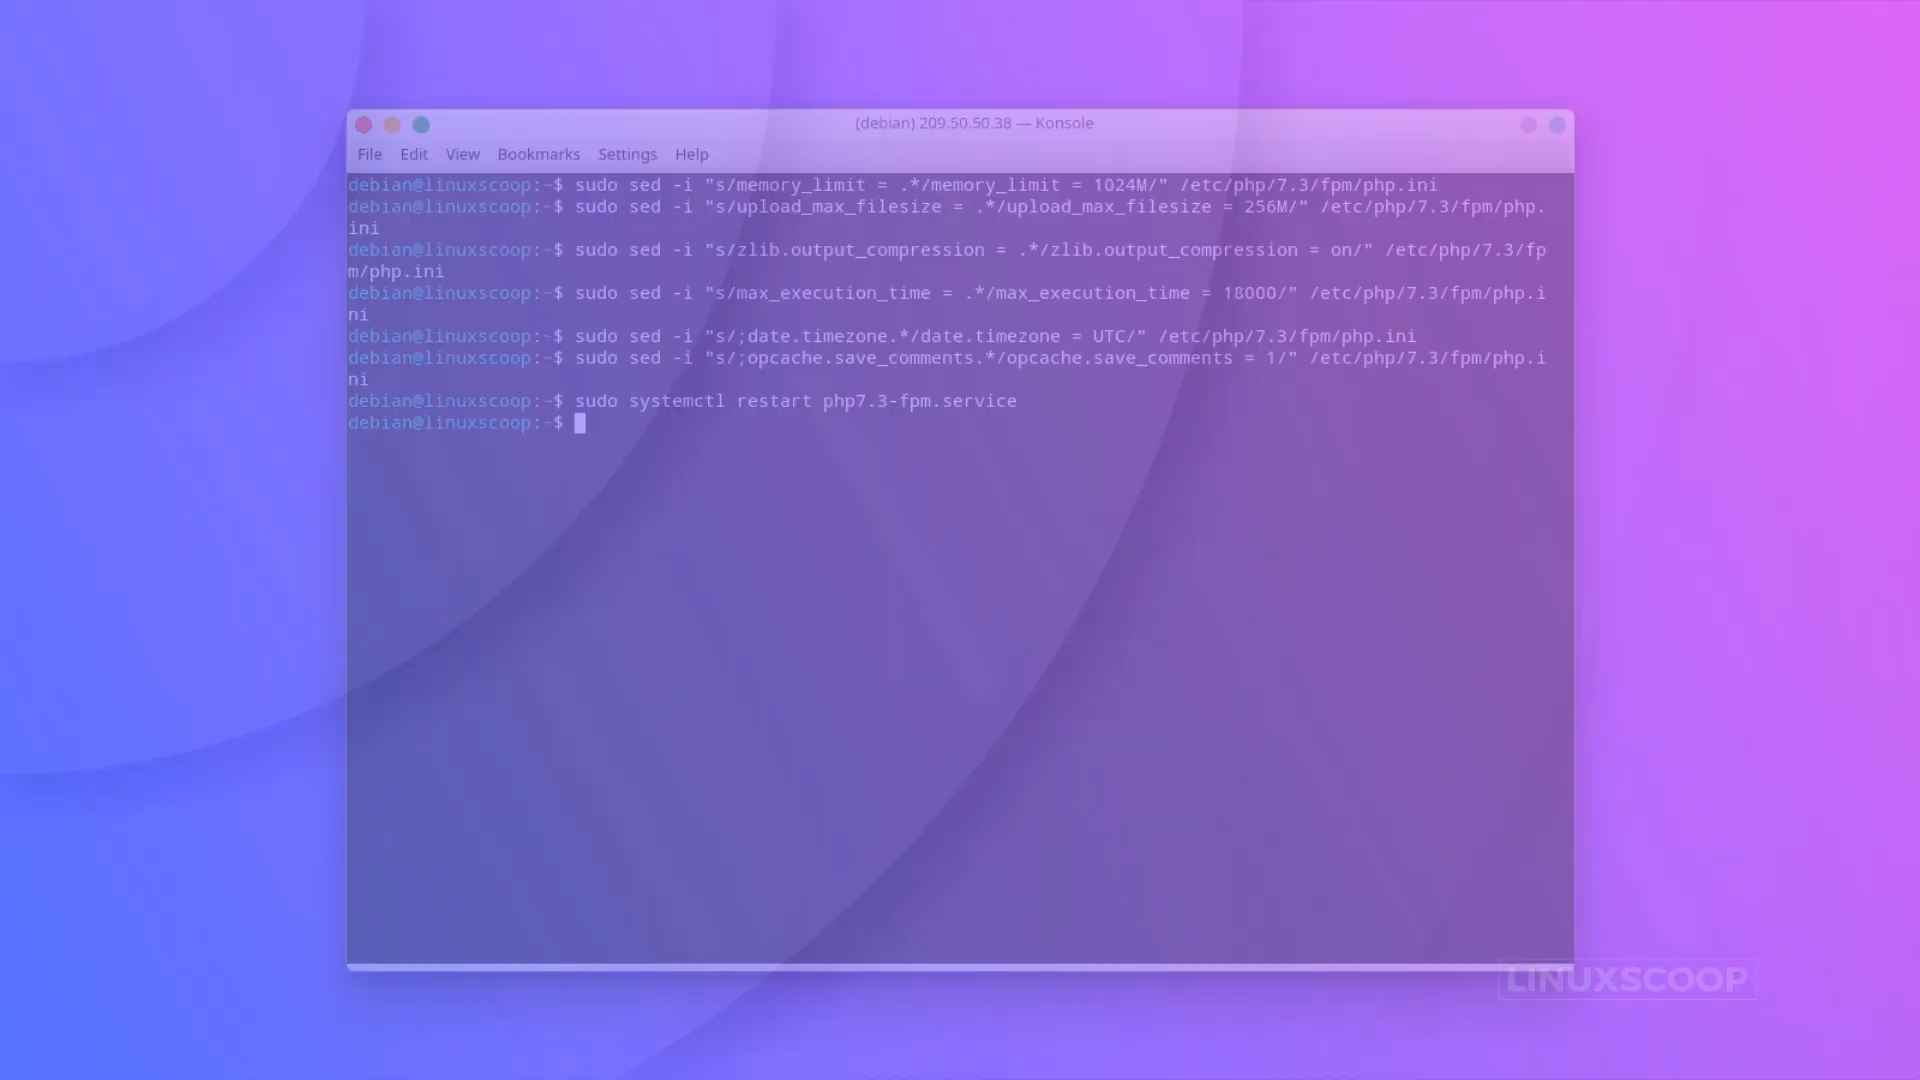 (debian) 209.50.50.38 — Konsole
File Edit View Bookmarks Settings Help
debian@linuxscoop:~$ sudo sed -i "s/memory_limit = .*/memory_limit = 1024M/" /etc/php/7.3/fpm/php.ini
debian@linuxscoop:~$ sudo sed -i "s/upload_max_filesize = .*/upload_max_filesize = 256M/" /etc/php/7.3/fpm/php.
ini
debian@linuxscoop:~$ sudo sed -i "s/zlib.output_compression = .*/zlib.output_compression = on/" /etc/php/7.3/fp
m/php.ini
debian@linuxscoop:~$ sudo sed -i "s/max_execution_time = .*/max_execution_time = 18000/" /etc/php/7.3/fpm/php.i
ni
debian@linuxscoop:~$ sudo sed -i "s/;date.timezone.*/date.timezone = UTC/" /etc/php/7.3/fpm/php.ini
debian@linuxscoop:~$ sudo sed -i "s/;opcache.save_comments.*/opcache.save_comments = 1/" /etc/php/7.3/fpm/php.i
ni
debian@linuxscoop:~$ sudo systemctl restart php7.3-fpm.service
debian@linuxscoop:~$
LINUXSCOOP